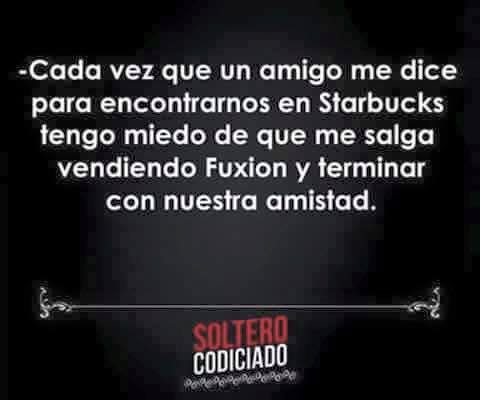 -Cada vez que un amigo me dice
para encontrarnos en Starbucks
tengo miedo de que me salga
vendiendo Fuxion y terminar
con nuestra amistad.
SOLTERO
CODICIADO